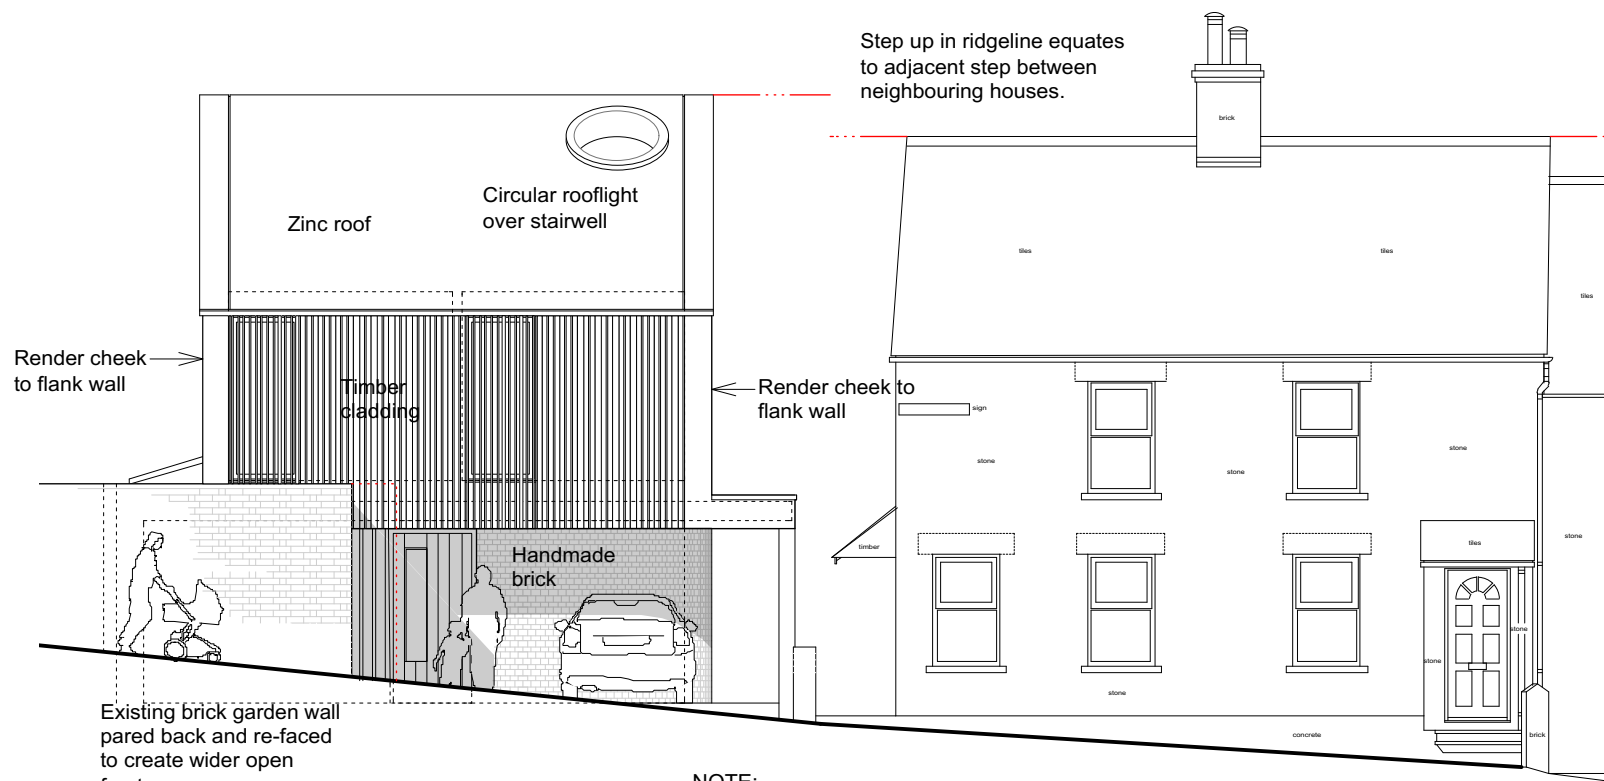 Step up in ridgeline equates
to adjacent step between
neighbouring houses.
brick
Circular rooflight
over stairwell
Zinc roof
tiles
tiles
tiles
Render cheek
to flank wall
Timber
cladding
Render cheek to
flank wall
sign
stone
stone
stone
stone
timber
Handmade
brick
tiles
stone
stone
stone
Existing brick garden wall
pared back and re-faced
to create wider open
concrete
brick
NOTE: